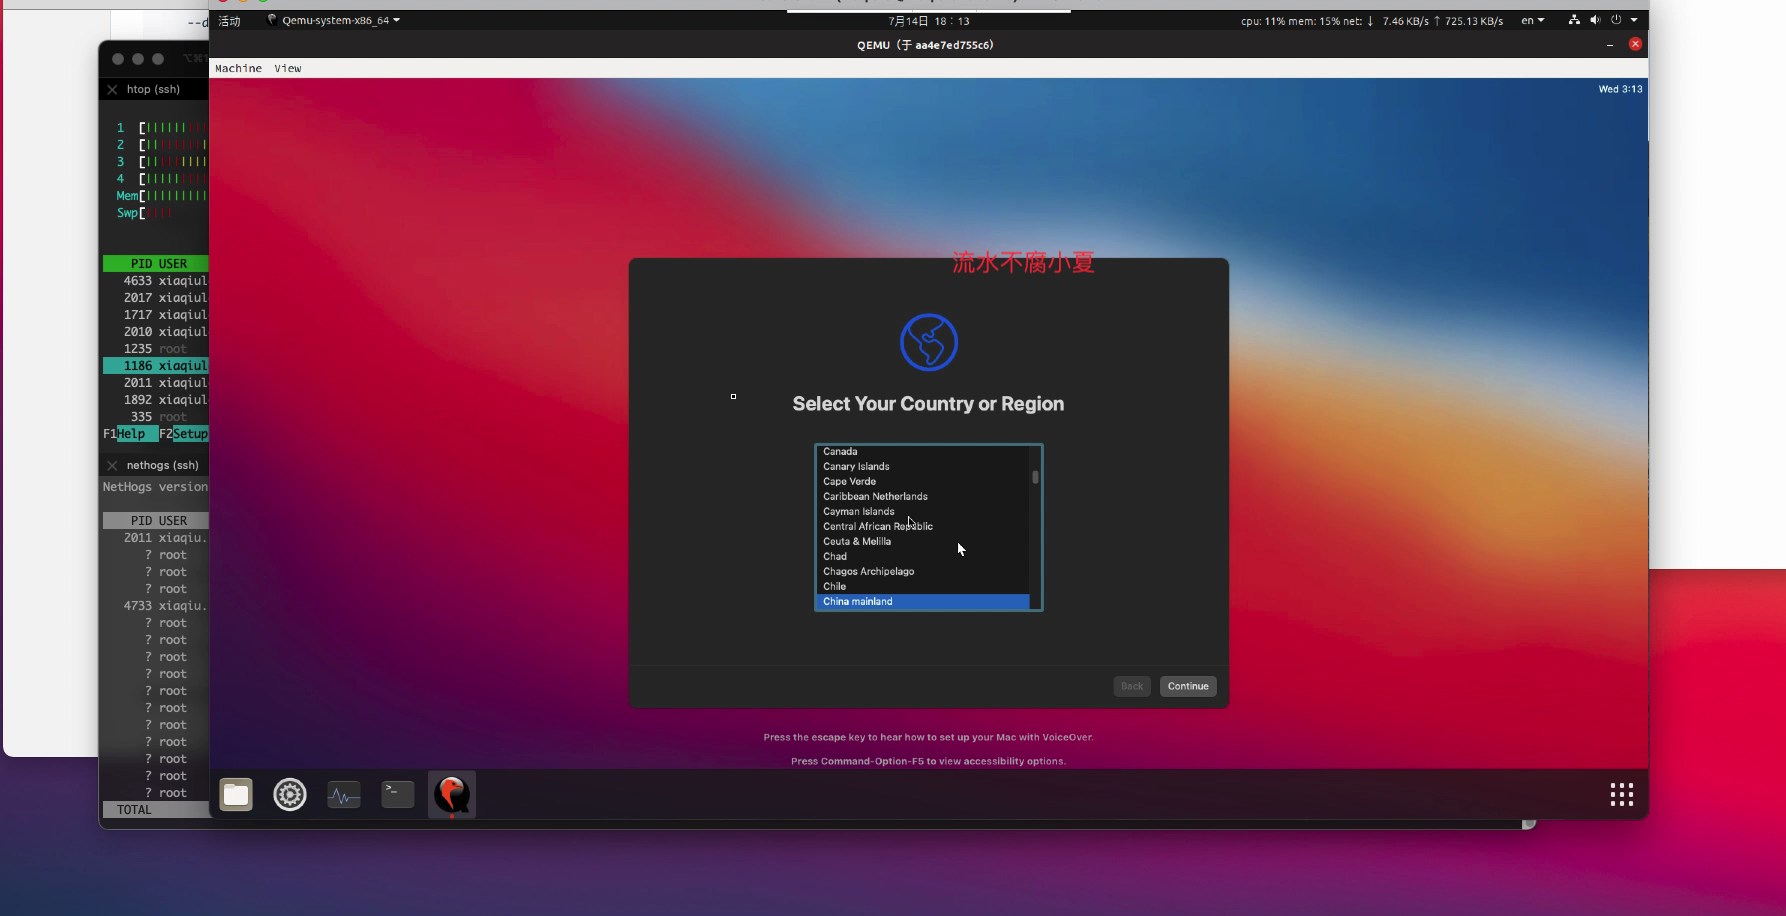 --d
活动
Qemu-system-x86_64
7月14日 18：13
cpu: 11% mem: 15% net: ↓ 7.46 KB/s ↑ 725.13 KB/s
en
QEMU（于 aa4e7ed755c6）
Machine View
Wed 3:13
htop (ssh)
1
2
3
4
Mem
Swp
PID USER
4633 xiaqiul
2017 xiaqiul
1717 xiaqiul
2010 xiaqiul
1235 root
1186 xiaqiul
2011 xiaqiul
1892 xiaqiul
335 root
F1Help F2Setup
nethogs (ssh)
NetHogs version
PID USER
2011 xiaqiu.
? root
? root
? root
4733 xiaqiu.
? root
? root
? root
? root
? root
? root
? root
? root
? root
? root
? root
TOTAL
流水不腐小夏
Select Your Country or Region
Canada
Canary Islands
Cape Verde
Caribbean Netherlands
Cayman Islands
Central African Republic
Ceuta & Melilla
Chad
Chagos Archipelago
Chile
China mainland
Back
Continue
Press the escape key to hear how to set up your Mac with VoiceOver.
Press Command-Option-F5 to view accessibility options.